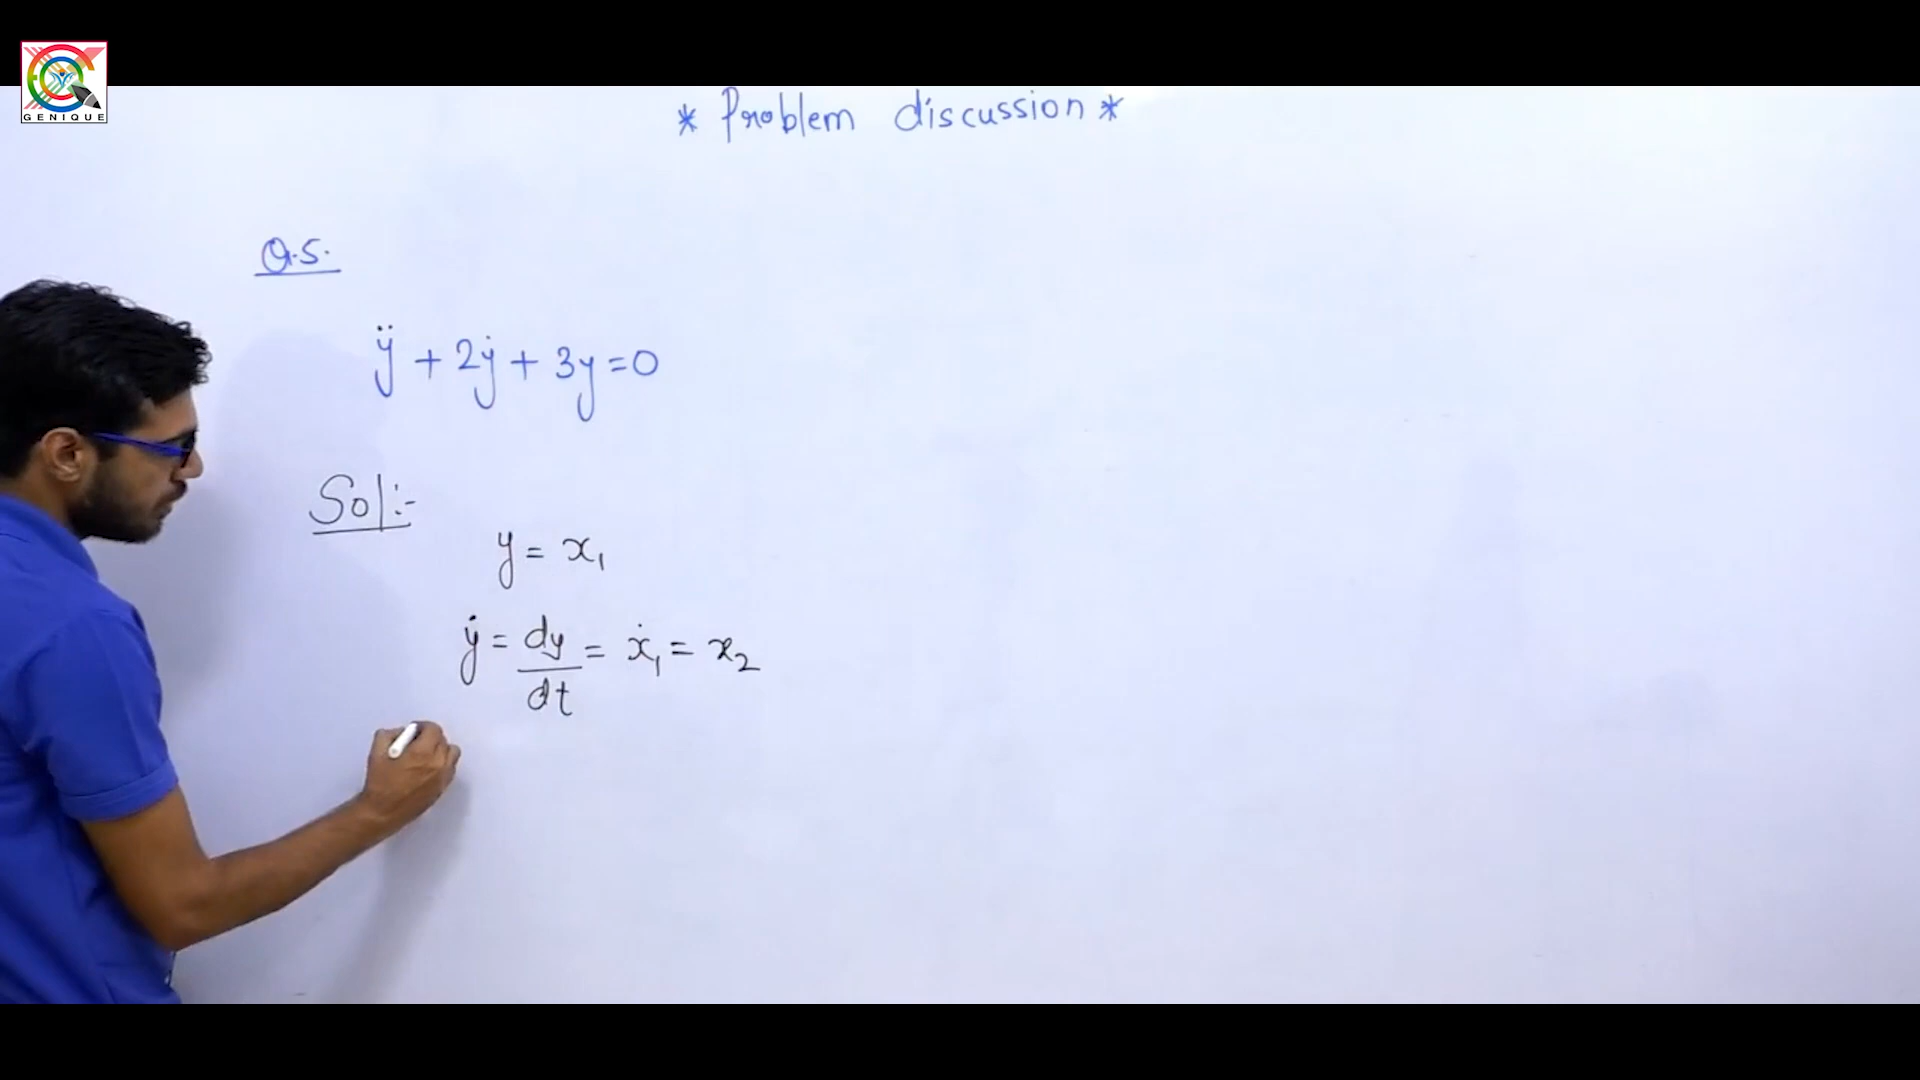 GENIQUE
* Problem discussion *
Q.5.
ÿ + 2ẏ + 3y = 0
Sol:-
y = x₁
ẏ = dy/dt = ẋ₁ = x₂